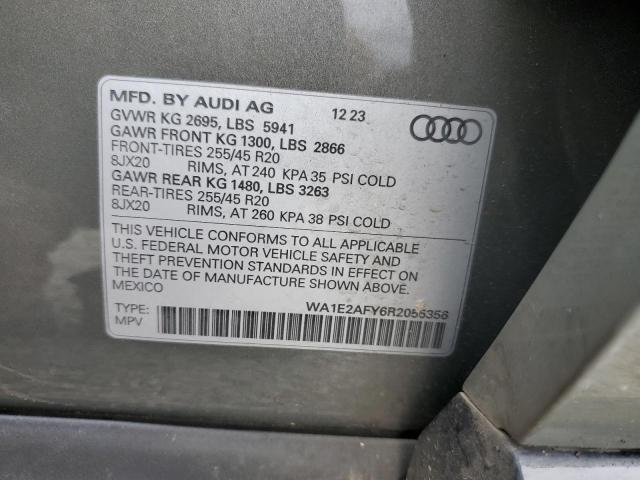 MFD. BY AUDI AG 12 23
GVWR KG 2695, LBS 5941
GAWR FRONT KG 1300, LBS 2866
FRONT-TIRES 255/45 R20
8JX20 RIMS, AT 240 KPA 35 PSI COLD
GAWR REAR KG 1480, LBS 3263
REAR-TIRES 255/45 R20
8JX20 RIMS, AT 260 KPA 38 PSI COLD
THIS VEHICLE CONFORMS TO ALL APPLICABLE
U.S. FEDERAL MOTOR VEHICLE SAFETY AND
THEFT PREVENTION STANDARDS IN EFFECT ON
THE DATE OF MANUFACTURE SHOWN ABOVE.
MEXICO
WA1E2AFY6R2056356
TYPE:
MPV